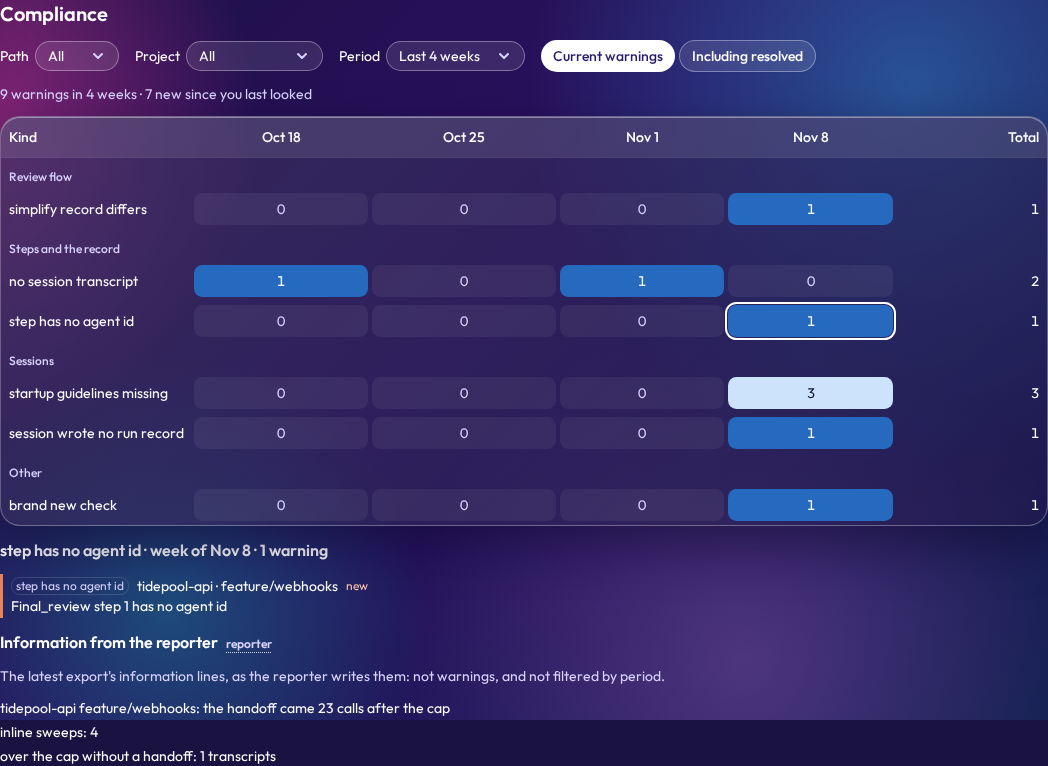 Compliance
Path All Project All Period Last 4 weeks Current warnings Including resolved
9 warnings in 4 weeks · 7 new since you last looked
Kind Oct 18 Oct 25 Nov 1 Nov 8 Total
Review flow
simplify record differs 0 0 0 1 1
Steps and the record
no session transcript 1 0 1 0 2
step has no agent id 0 0 0 1 1
Sessions
startup guidelines missing 0 0 0 3 3
session wrote no run record 0 0 0 1 1
Other
brand new check 0 0 0 1 1
step has no agent id · week of Nov 8 · 1 warning
step has no agent id tidepool-api · feature/webhooks new
Final_review step 1 has no agent id
Information from the reporter reporter
The latest export's information lines, as the reporter writes them: not warnings, and not filtered by period.
tidepool-api feature/webhooks: the handoff came 23 calls after the cap
inline sweeps: 4
over the cap without a handoff: 1 transcripts